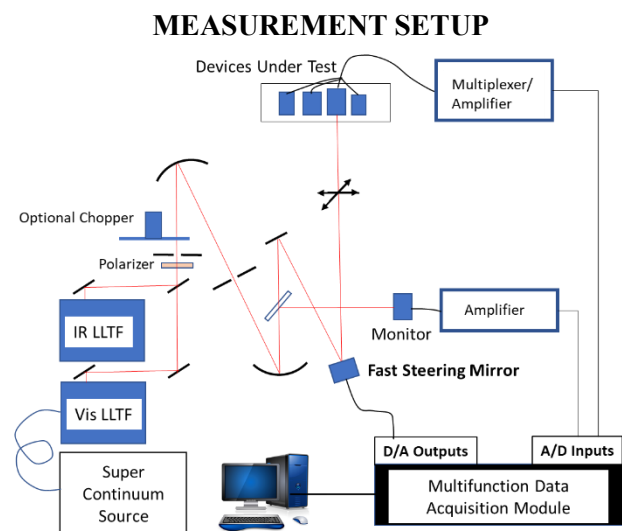 MEASUREMENT SETUP
Devices Under Test
Multiplexer/
Amplifier
Optional Chopper
Polarizer
IR LLTF
Amplifier
Monitor
Fast Steering Mirror
Vis LLTF
D/A Outputs
A/D Inputs
Super
Continuum
Source
Multifunction Data
Acquisition Module